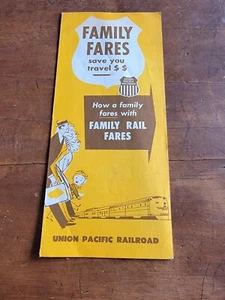 FAMILY
FARES
save you
travel $ $
How a family
fares with
FAMILY RAIL
FARES
UNION PACIFIC RAILROAD